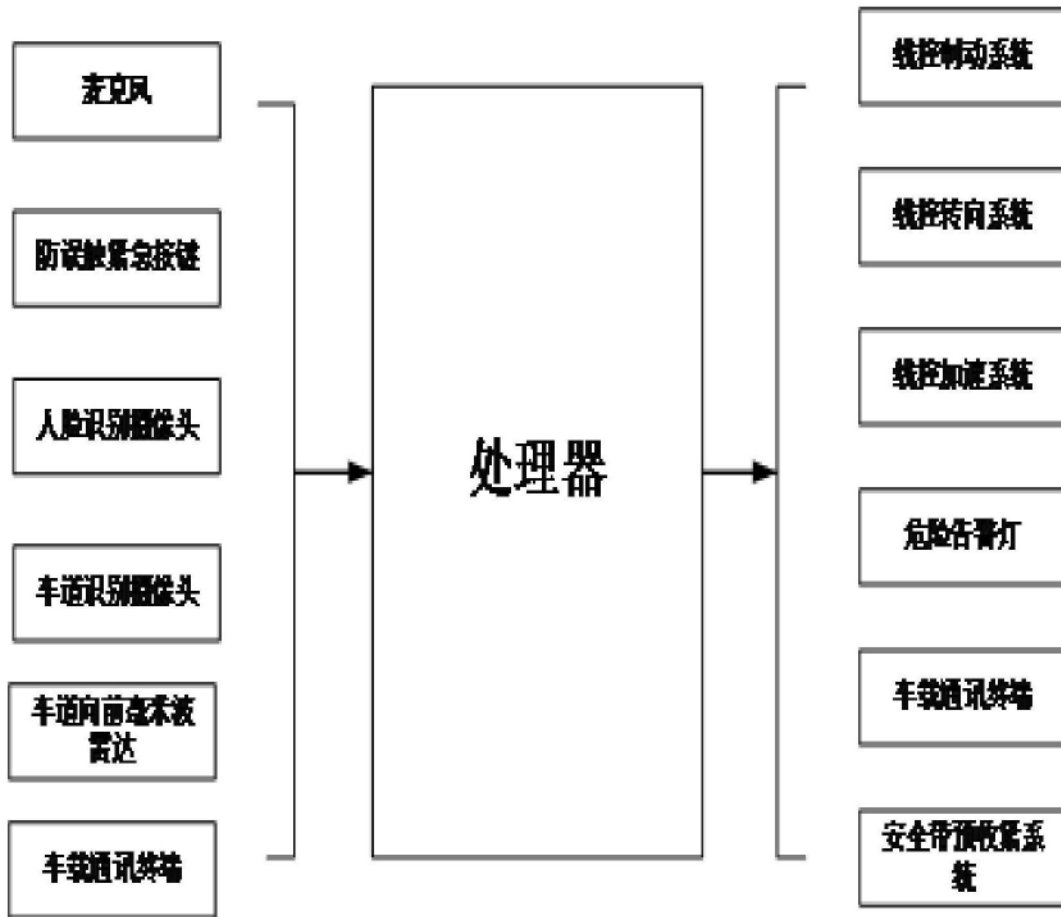 麦克风
防误触紧急按键
人脸识别摄像头
车道识别摄像头
车道向前毫米波
雷达
车载通讯终端
处理器
线控制动系统
线控转向系统
线控加速系统
危险告警灯
车载通讯终端
安全带预收紧系
统